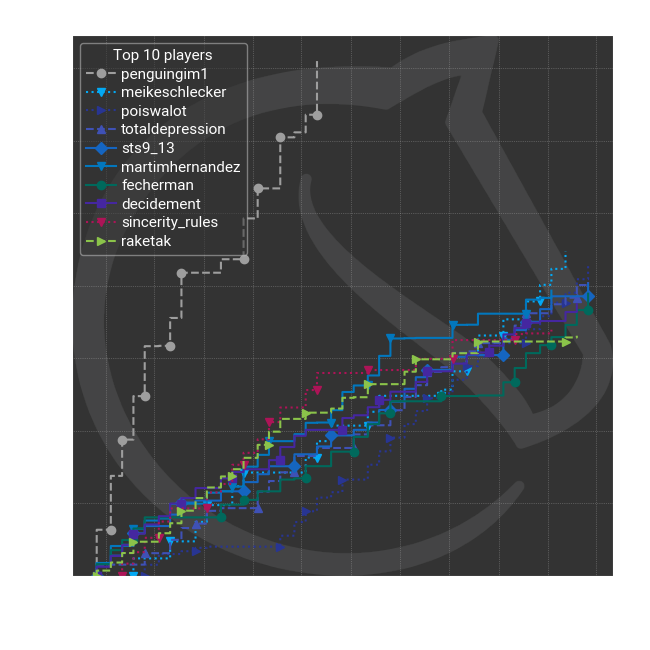 Top 10 players
penguingim1
meikeschlecker
poiswalot
totaldepression
sts9_13
martimhernandez
fecherman
decidement
sincerity_rules
raketak